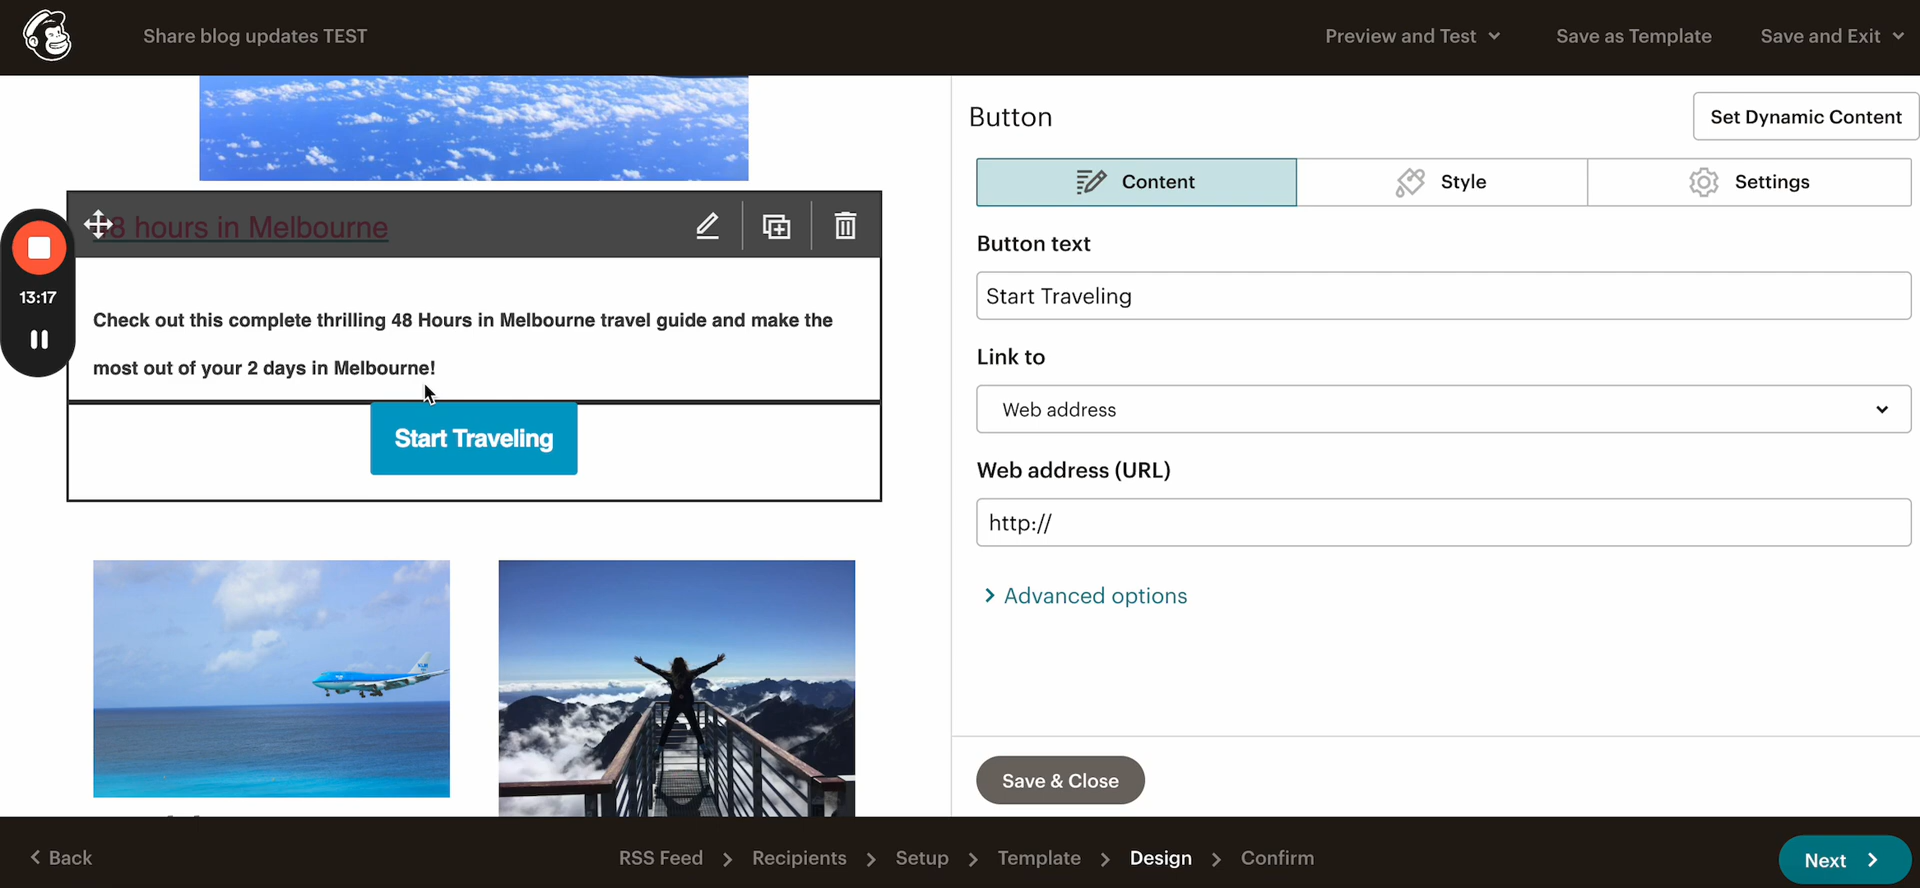 Share blog updates TEST
Preview and Test
Save as Template
Save and Exit
Button
Set Dynamic Content
Content
Style
Settings
8 hours in Melbourne
13:17
Check out this complete thrilling 48 Hours in Melbourne travel guide and make the
most out of your 2 days in Melbourne!
Start Traveling
Button text
Start Traveling
Link to
Web address
Web address (URL)
http://
Advanced options
Save & Close
Back
RSS Feed > Recipients > Setup > Template > Design > Confirm
Next